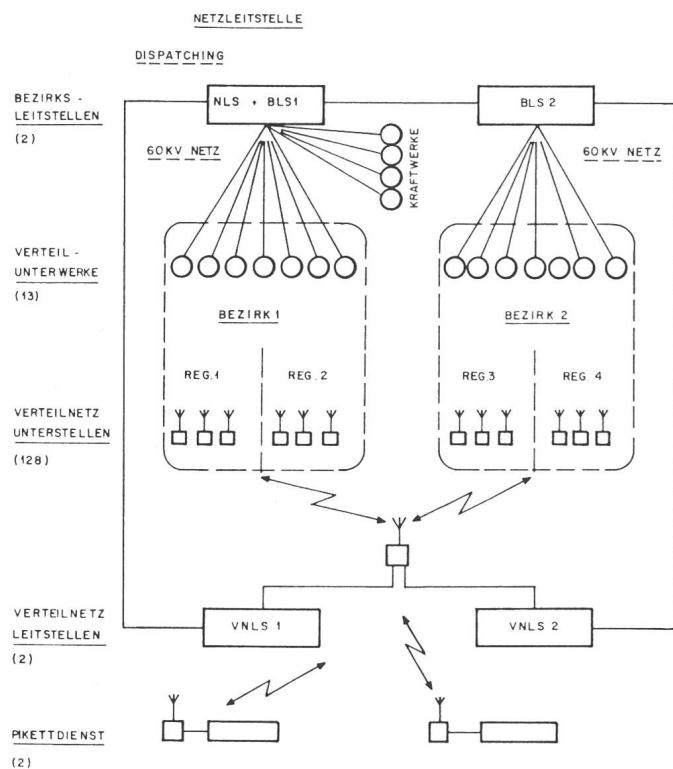 NETZLEITSTELLE
DISPATCHING
BEZIRKS -
LEITSTELLEN
(2)
NLS + BLS1
BLS 2
60KV NETZ
KRAFTWERKE
60KV NETZ
VERTEIL -
UNTERWERKE
(13)
BEZIRK 1
BEZIRK 2
REG.1
REG. 2
REG.3
REG. 4
VERTEILNETZ
UNTERSTELLEN
(128)
VERTEILNETZ
LEITSTELLEN
(2)
VNLS 1
VNLS 2
PIKETTDIENST
(2)